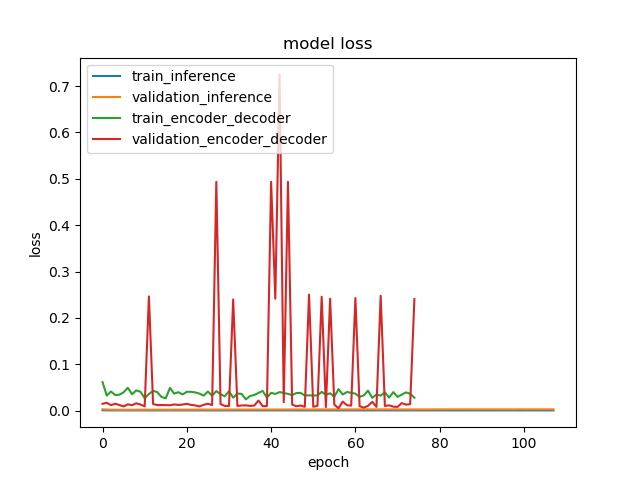 model loss
train_inference
validation_inference
train_encoder_decoder
validation_encoder_decoder
0.7
0.6
0.5
0.4
0.3
0.2
0.1
0.0
loss
0 20 40 60 80 100
epoch